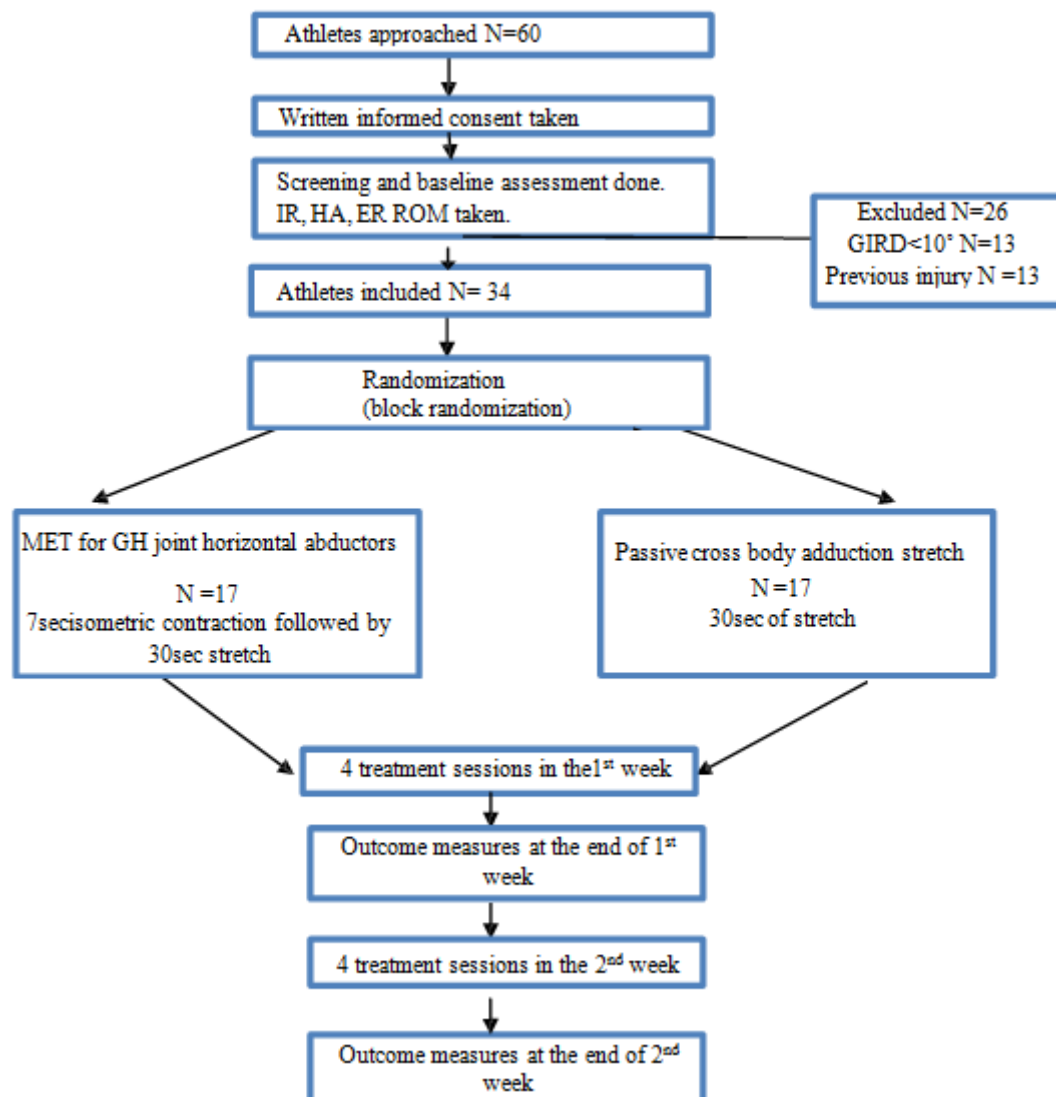 Athletes approached N=60
Written informed consent taken
Screening and baseline assessment done.
IR, HA, ER ROM taken.
Excluded N=26
GIRD<10° N=13
Previous injury N =13
Athletes included N= 34
Randomization
(block randomization)
MET for GH joint horizontal abductors
N =17
7secisometric contraction followed by
30sec stretch
Passive cross body adduction stretch
N =17
30sec of stretch
4 treatment sessions in the1st week
Outcome measures at the end of 1st
week
4 treatment sessions in the 2nd week
Outcome measures at the end of 2nd
week